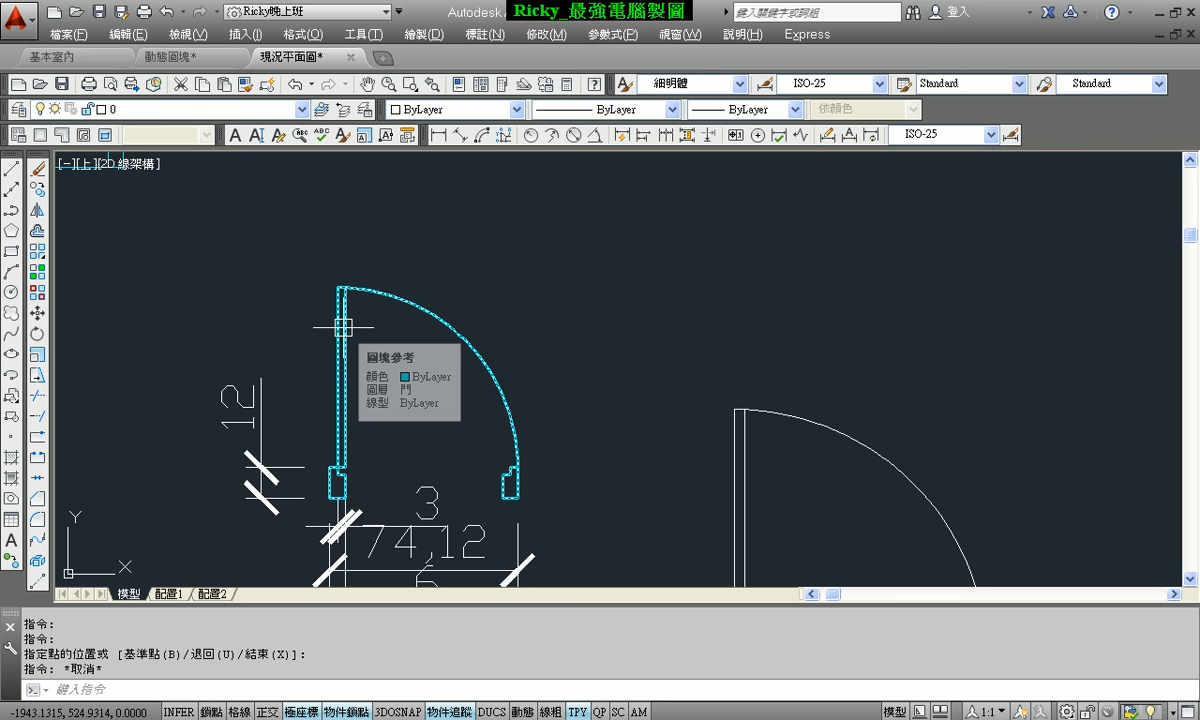 Ricky晚上班
Autodesk.
Ricky_最強電腦製圖
鍵入關鍵字或詞組
登入
檔案(F) 編輯(E) 檢視(V) 插入(I) 格式(O) 工具(T) 繪製(D) 標註(N) 修改(M) 參數式(P) 視窗(W) 說明(H) Express
基本室內 動態圖塊* 現況平面圖*
細明體 ISO-25 Standard Standard
0 ByLayer ByLayer ByLayer 依顏色
ISO-25
[−][上][2D 線架構]
圖塊參考
顏色 ByLayer
圖層 門
線型 ByLayer
12
3
74,12
Y
X
模型 配置1 配置2
指令:
指令:
指定點的位置或 [基準點(B)/退回(U)/結束(X)]:
指令: *取消*
鍵入指令
-1943.1315, 524.9314, 0.0000 INFER 鎖點 格線 正交 極座標 物件鎖點 3DOSNAP 物件追蹤 DUCS 動態 線粗 TPY QP SC AM 模型 1:1